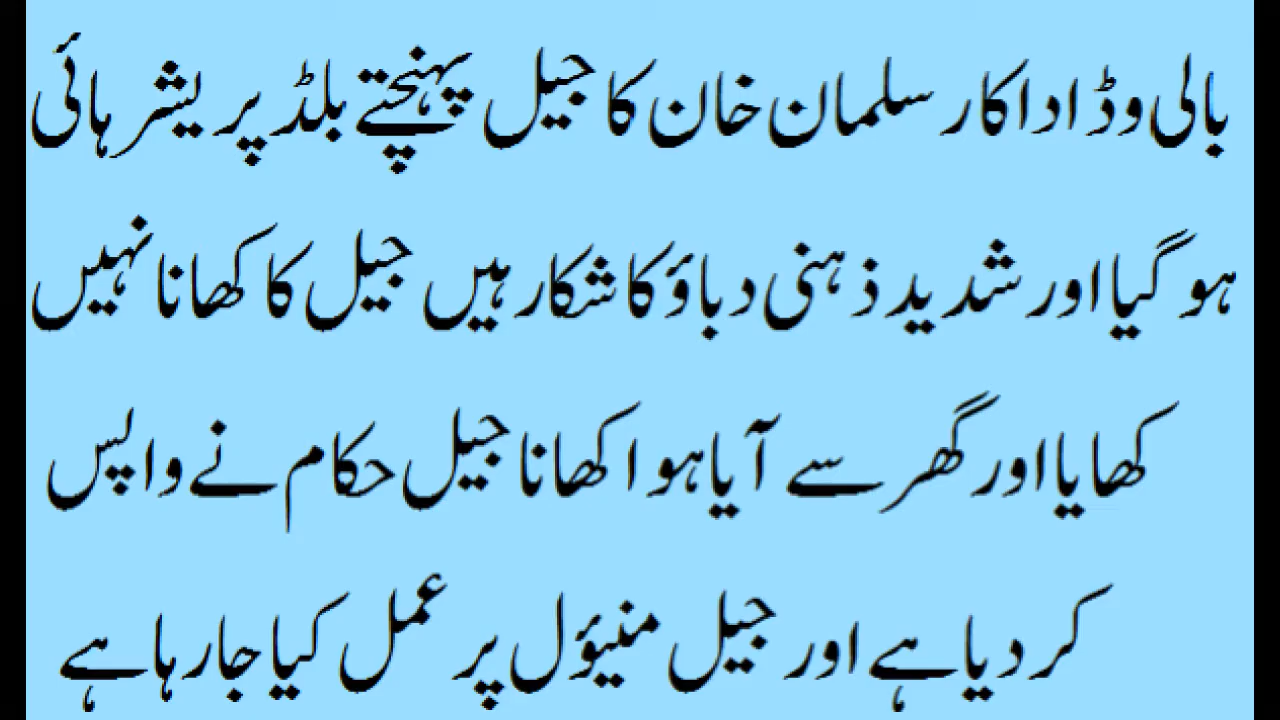 بالی وڈ اداکار سلمان خان کا جیل پہنچتے بلڈ پریشر ہائی
ہو گیا اور شدید ذہنی دباؤ کا شکار ہیں جیل کا کھانا نہیں
کھایا اور گھر سے آیا ہوا کھانا جیل حکام نے واپس
کر دیا ہے اور جیل منیؤل پر عمل کیا جا رہا ہے